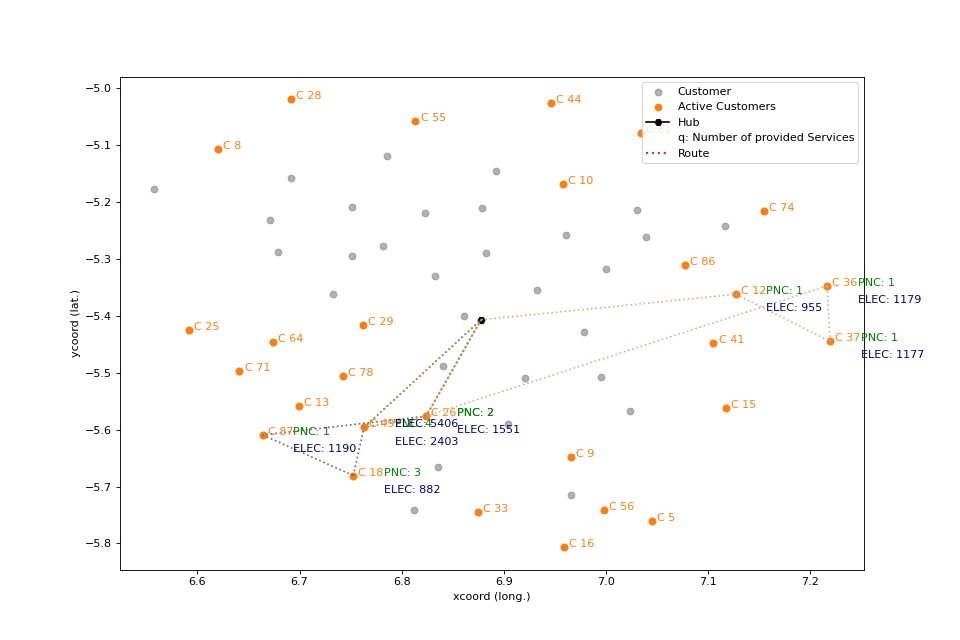 −5.0
−5.1
−5.2
−5.3
−5.4
−5.5
−5.6
−5.7
−5.8
ycoord (lat.)
6.6
6.7
6.8
6.9
7.0
7.1
7.2
xcoord (long.)
Customer
Active Customers
Hub
q: Number of provided Services
Route
C 28
C 44
C 55
C 8
C 10
C 74
C 86
C 36
PNC: 1
ELEC: 1179
C 12
PNC: 1
ELEC: 955
C 25
C 29
C 64
C 41
C 37
PNC: 1
ELEC: 1177
C 71
C 78
C 13
C 15
C 26
PNC: 2
ELEC: 1551
ELEC: 2403
C 87
PNC: 1
ELEC: 1190
C 18
PNC: 3
ELEC: 882
C 9
C 33
C 56
C 5
C 16